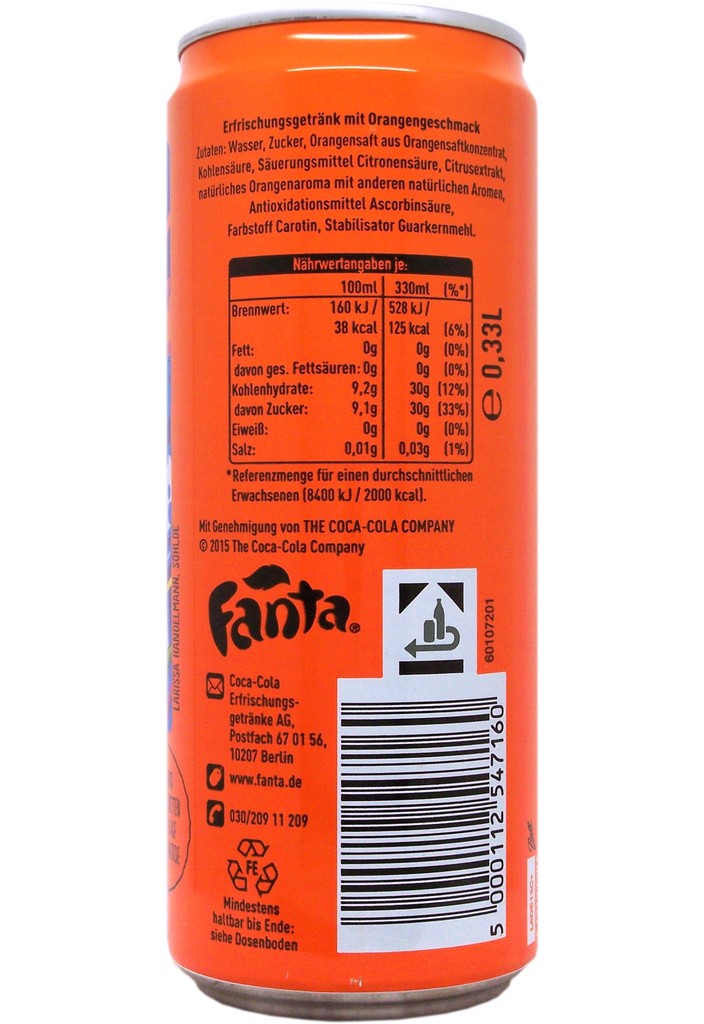 Erfrischungsgetränk mit Orangengeschmack
Zutaten: Wasser, Zucker, Orangensaft aus Orangensaftkonzentrat,
Kohlensäure, Säuerungsmittel Citronensäure, Citrusextrakt,
natürliches Orangenaroma mit anderen natürlichen Aromen,
Antioxidationsmittel Ascorbinsäure,
Farbstoff Carotin, Stabilisator Guarkernmehl.
Nährwertangaben je:
100ml 330ml (%*)
Brennwert: 160 kJ / 528 kJ /
38 kcal 125 kcal (6%)
Fett: 0g 0g (0%)
davon ges. Fettsäuren: 0g 0g (0%)
Kohlenhydrate: 9,2g 30g (12%)
davon Zucker: 9,1g 30g (33%)
Eiweiß: 0g 0g (0%)
Salz: 0,01g 0,03g (1%)
e 0,33L
*Referenzmenge für einen durchschnittlichen
Erwachsenen (8400 kJ / 2000 kcal).
Mit Genehmigung von THE COCA-COLA COMPANY
© 2015 The Coca-Cola Company
Fanta®
60107201
Coca-Cola
Erfrischungs-
getränke AG,
Postfach 67 01 56,
10207 Berlin
www.fanta.de
030/209 11 209
FE
Mindestens
haltbar bis Ende:
siehe Dosenboden
5 000112 547160
LARISSA HANDELMANN, SÖHLDE